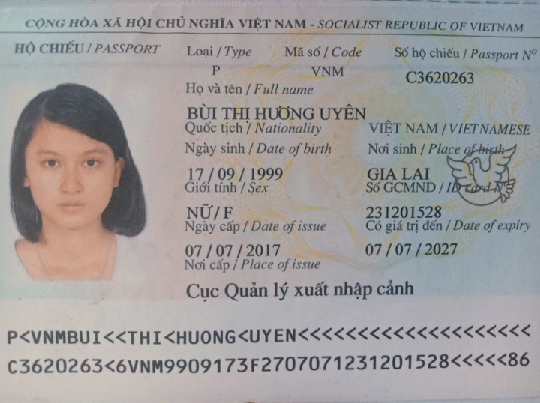 CỘNG HÒA XÃ HỘI CHỦ NGHĨA VIỆT NAM - SOCIALIST REPUBLIC OF VIETNAM
HỘ CHIẾU / PASSPORT Loại / Type Mã số / Code Số hộ chiếu / Passport Nº
P VNM C3620263
Họ và tên / Full name
BÙI THỊ HƯƠNG UYÊN
Quốc tịch / Nationality VIỆT NAM / VIETNAMESE
Ngày sinh / Date of birth Nơi sinh / Place of birth
17 / 09 / 1999 GIA LAI
Giới tính / Sex Số GCMND / ID card Nº
NỮ / F 231201528
Ngày cấp / Date of issue Có giá trị đến / Date of expiry
07 / 07 / 2017 07 / 07 / 2027
Nơi cấp / Place of issue
Cục Quản lý xuất nhập cảnh
P<VNMBUI<<THI<HUONG<UYEN<<<<<<<<<<<<<<<<<<<<
C3620263<6VNM9909173F2707071231201528<<<<<86